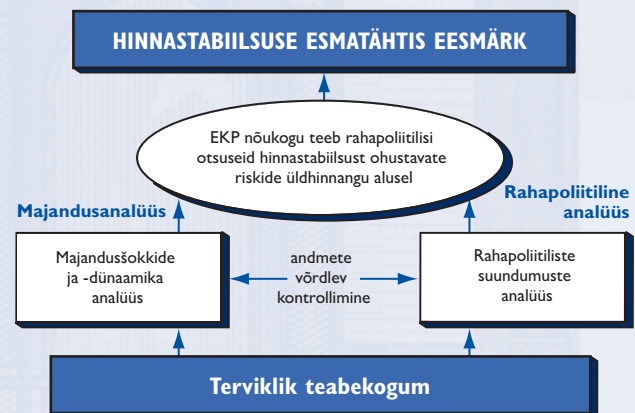 HINNASTABIILSUSE ESMATÄHTIS EESMÄRK
EKP nõukogu teeb rahapoliitilisi
otsuseid hinnastabiilsust ohustavate
riskide üldhinnangu alusel
Majandusanalüüs
Rahapoliitiline
analüüs
Majandusšokkide
ja -dünaamika
analüüs
andmete
võrdlev
kontrollimine
Rahapoliitiliste
suundumuste
analüüs
Terviklik teabekogum